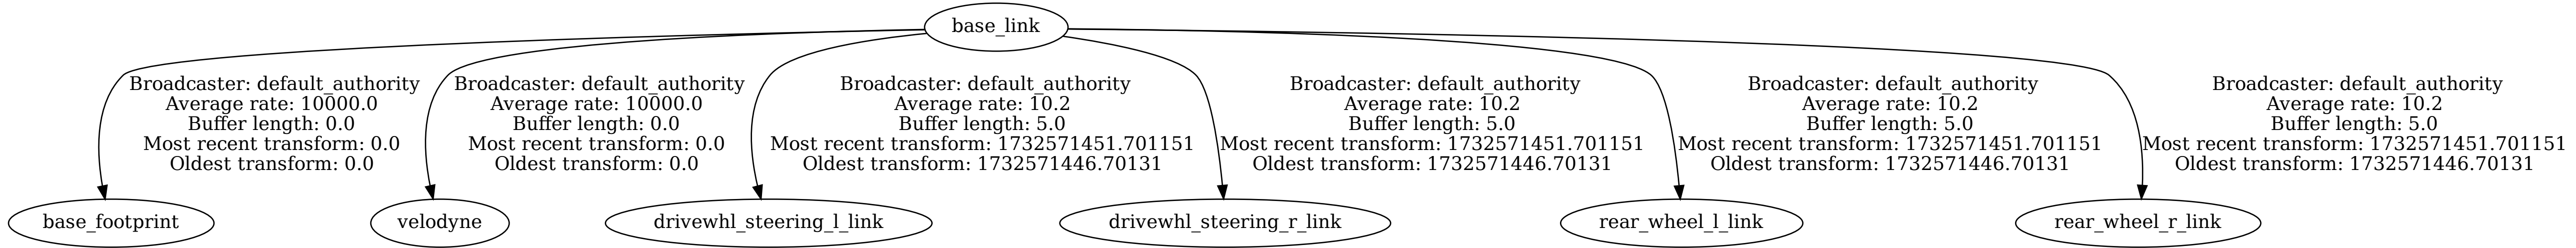 base_link
Broadcaster: default_authority
Average rate: 10000.0
Buffer length: 0.0
Most recent transform: 0.0
Oldest transform: 0.0
Broadcaster: default_authority
Average rate: 10000.0
Buffer length: 0.0
Most recent transform: 0.0
Oldest transform: 0.0
Broadcaster: default_authority
Average rate: 10.2
Buffer length: 5.0
Most recent transform: 1732571451.701151
Oldest transform: 1732571446.70131
Broadcaster: default_authority
Average rate: 10.2
Buffer length: 5.0
Most recent transform: 1732571451.701151
Oldest transform: 1732571446.70131
Broadcaster: default_authority
Average rate: 10.2
Buffer length: 5.0
Most recent transform: 1732571451.701151
Oldest transform: 1732571446.70131
Broadcaster: default_authority
Average rate: 10.2
Buffer length: 5.0
Most recent transform: 1732571451.701151
Oldest transform: 1732571446.70131
base_footprint
velodyne
drivewhl_steering_l_link
drivewhl_steering_r_link
rear_wheel_l_link
rear_wheel_r_link